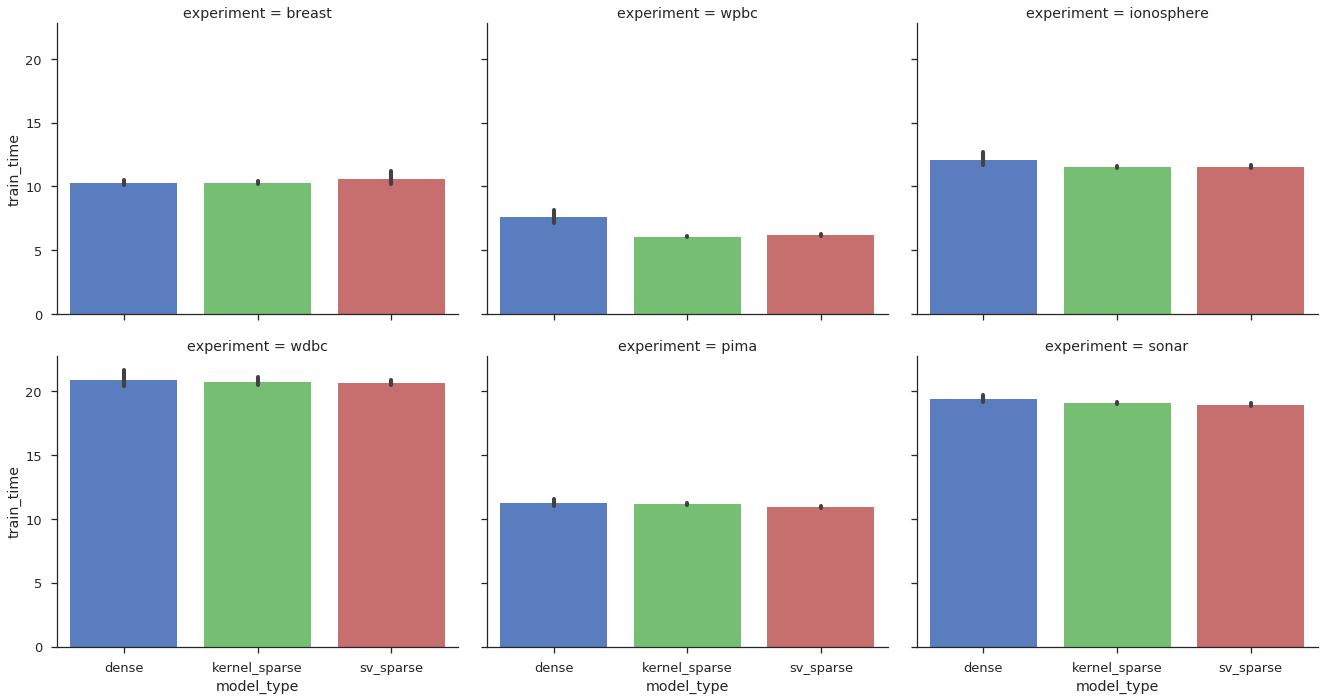 experiment = breast
experiment = wpbc
experiment = ionosphere
train_time
20
15
10
5
0
experiment = wdbc
experiment = pima
experiment = sonar
train_time
20
15
10
5
0
dense kernel_sparse sv_sparse
dense kernel_sparse sv_sparse
dense kernel_sparse sv_sparse
model_type
model_type
model_type